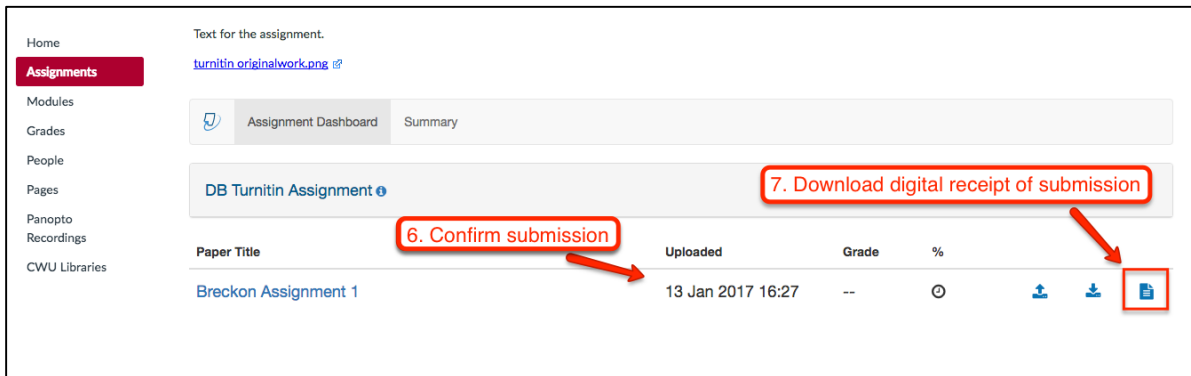 Home
Assignments
Modules
Grades
People
Pages
Panopto
Recordings
CWU Libraries
Text for the assignment.
turnitin originalwork.png
Assignment Dashboard Summary
DB Turnitin Assignment
7. Download digital receipt of submission
6. Confirm submission
Paper Title Uploaded Grade %
Breckon Assignment 1 13 Jan 2017 16:27 --